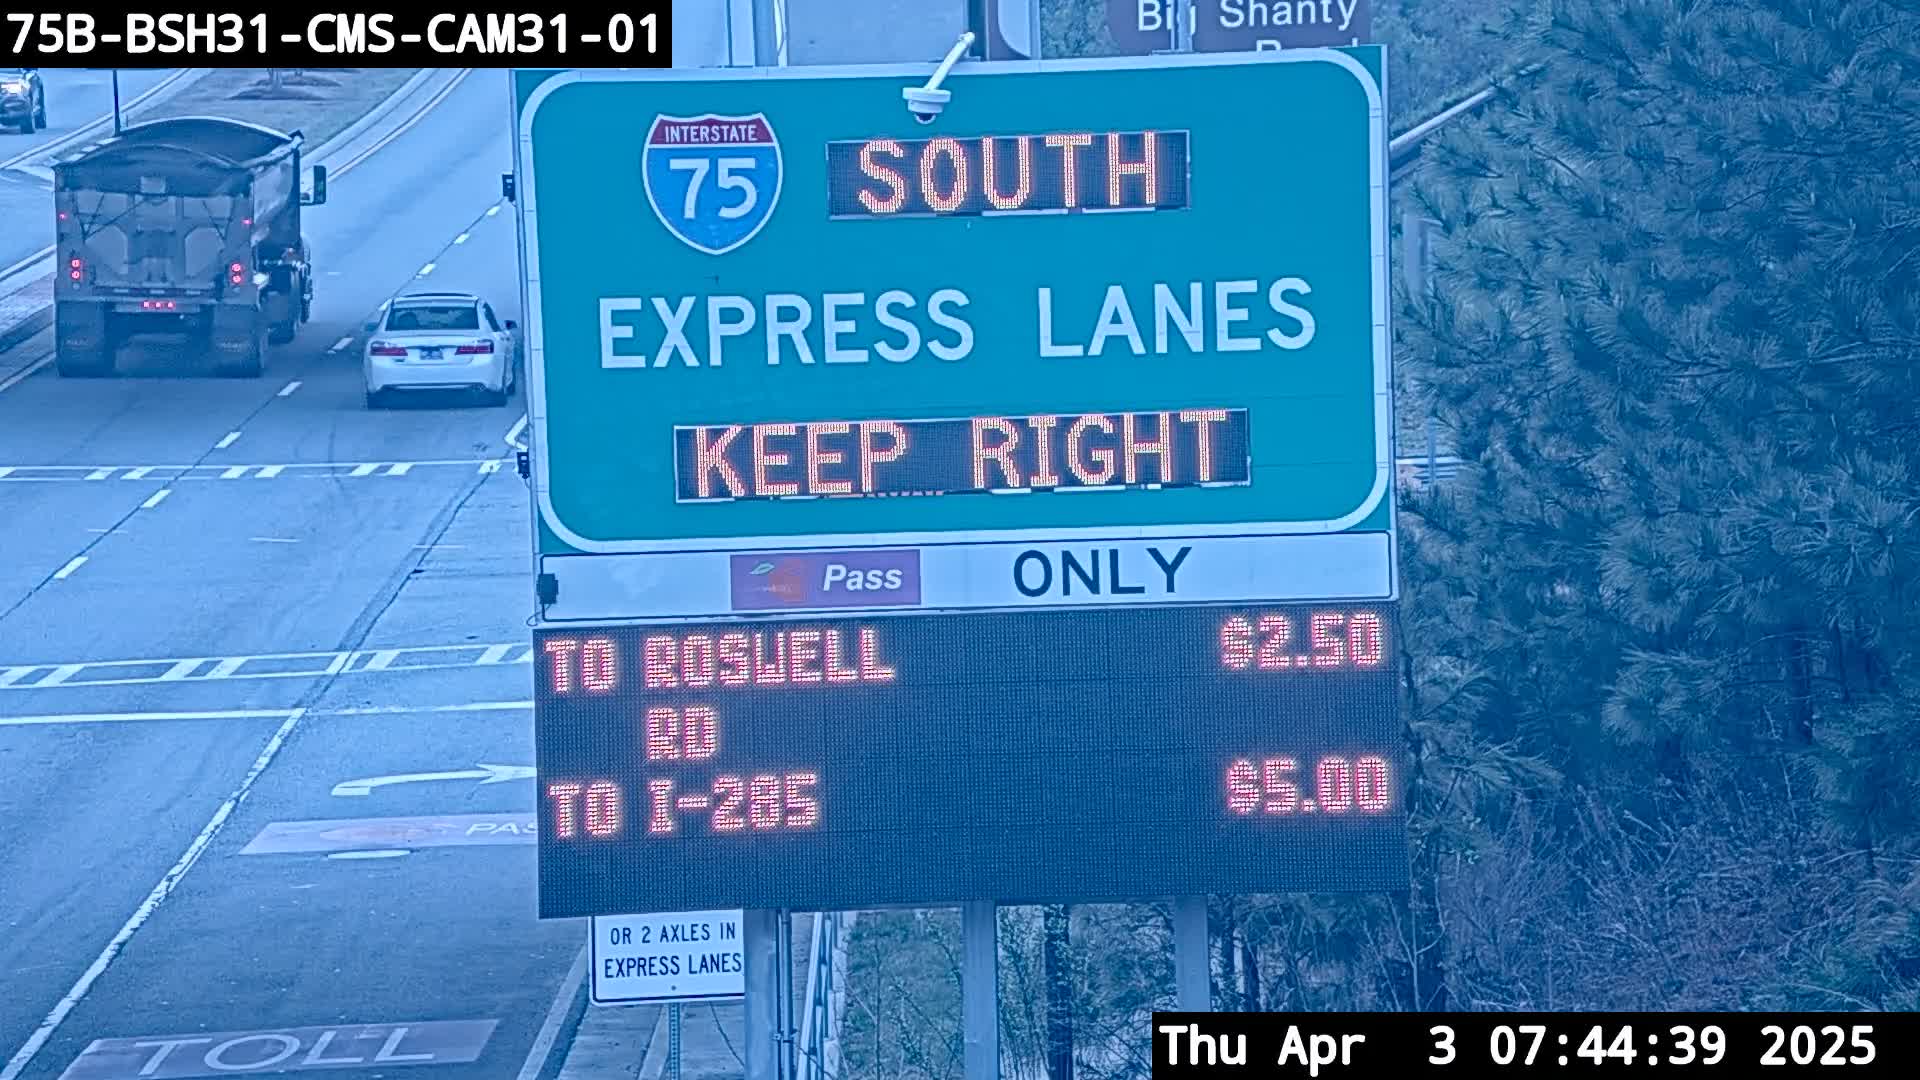 75B-BSH31-CMS-CAM31-01
Big Shanty
INTERSTATE
75
SOUTH
EXPRESS LANES
KEEP RIGHT
Pass ONLY
TO ROSWELL $2.50
RD
TO I-285 $5.00
OR 2 AXLES IN
EXPRESS LANES
TOLL
Thu Apr 3 07:44:39 2025